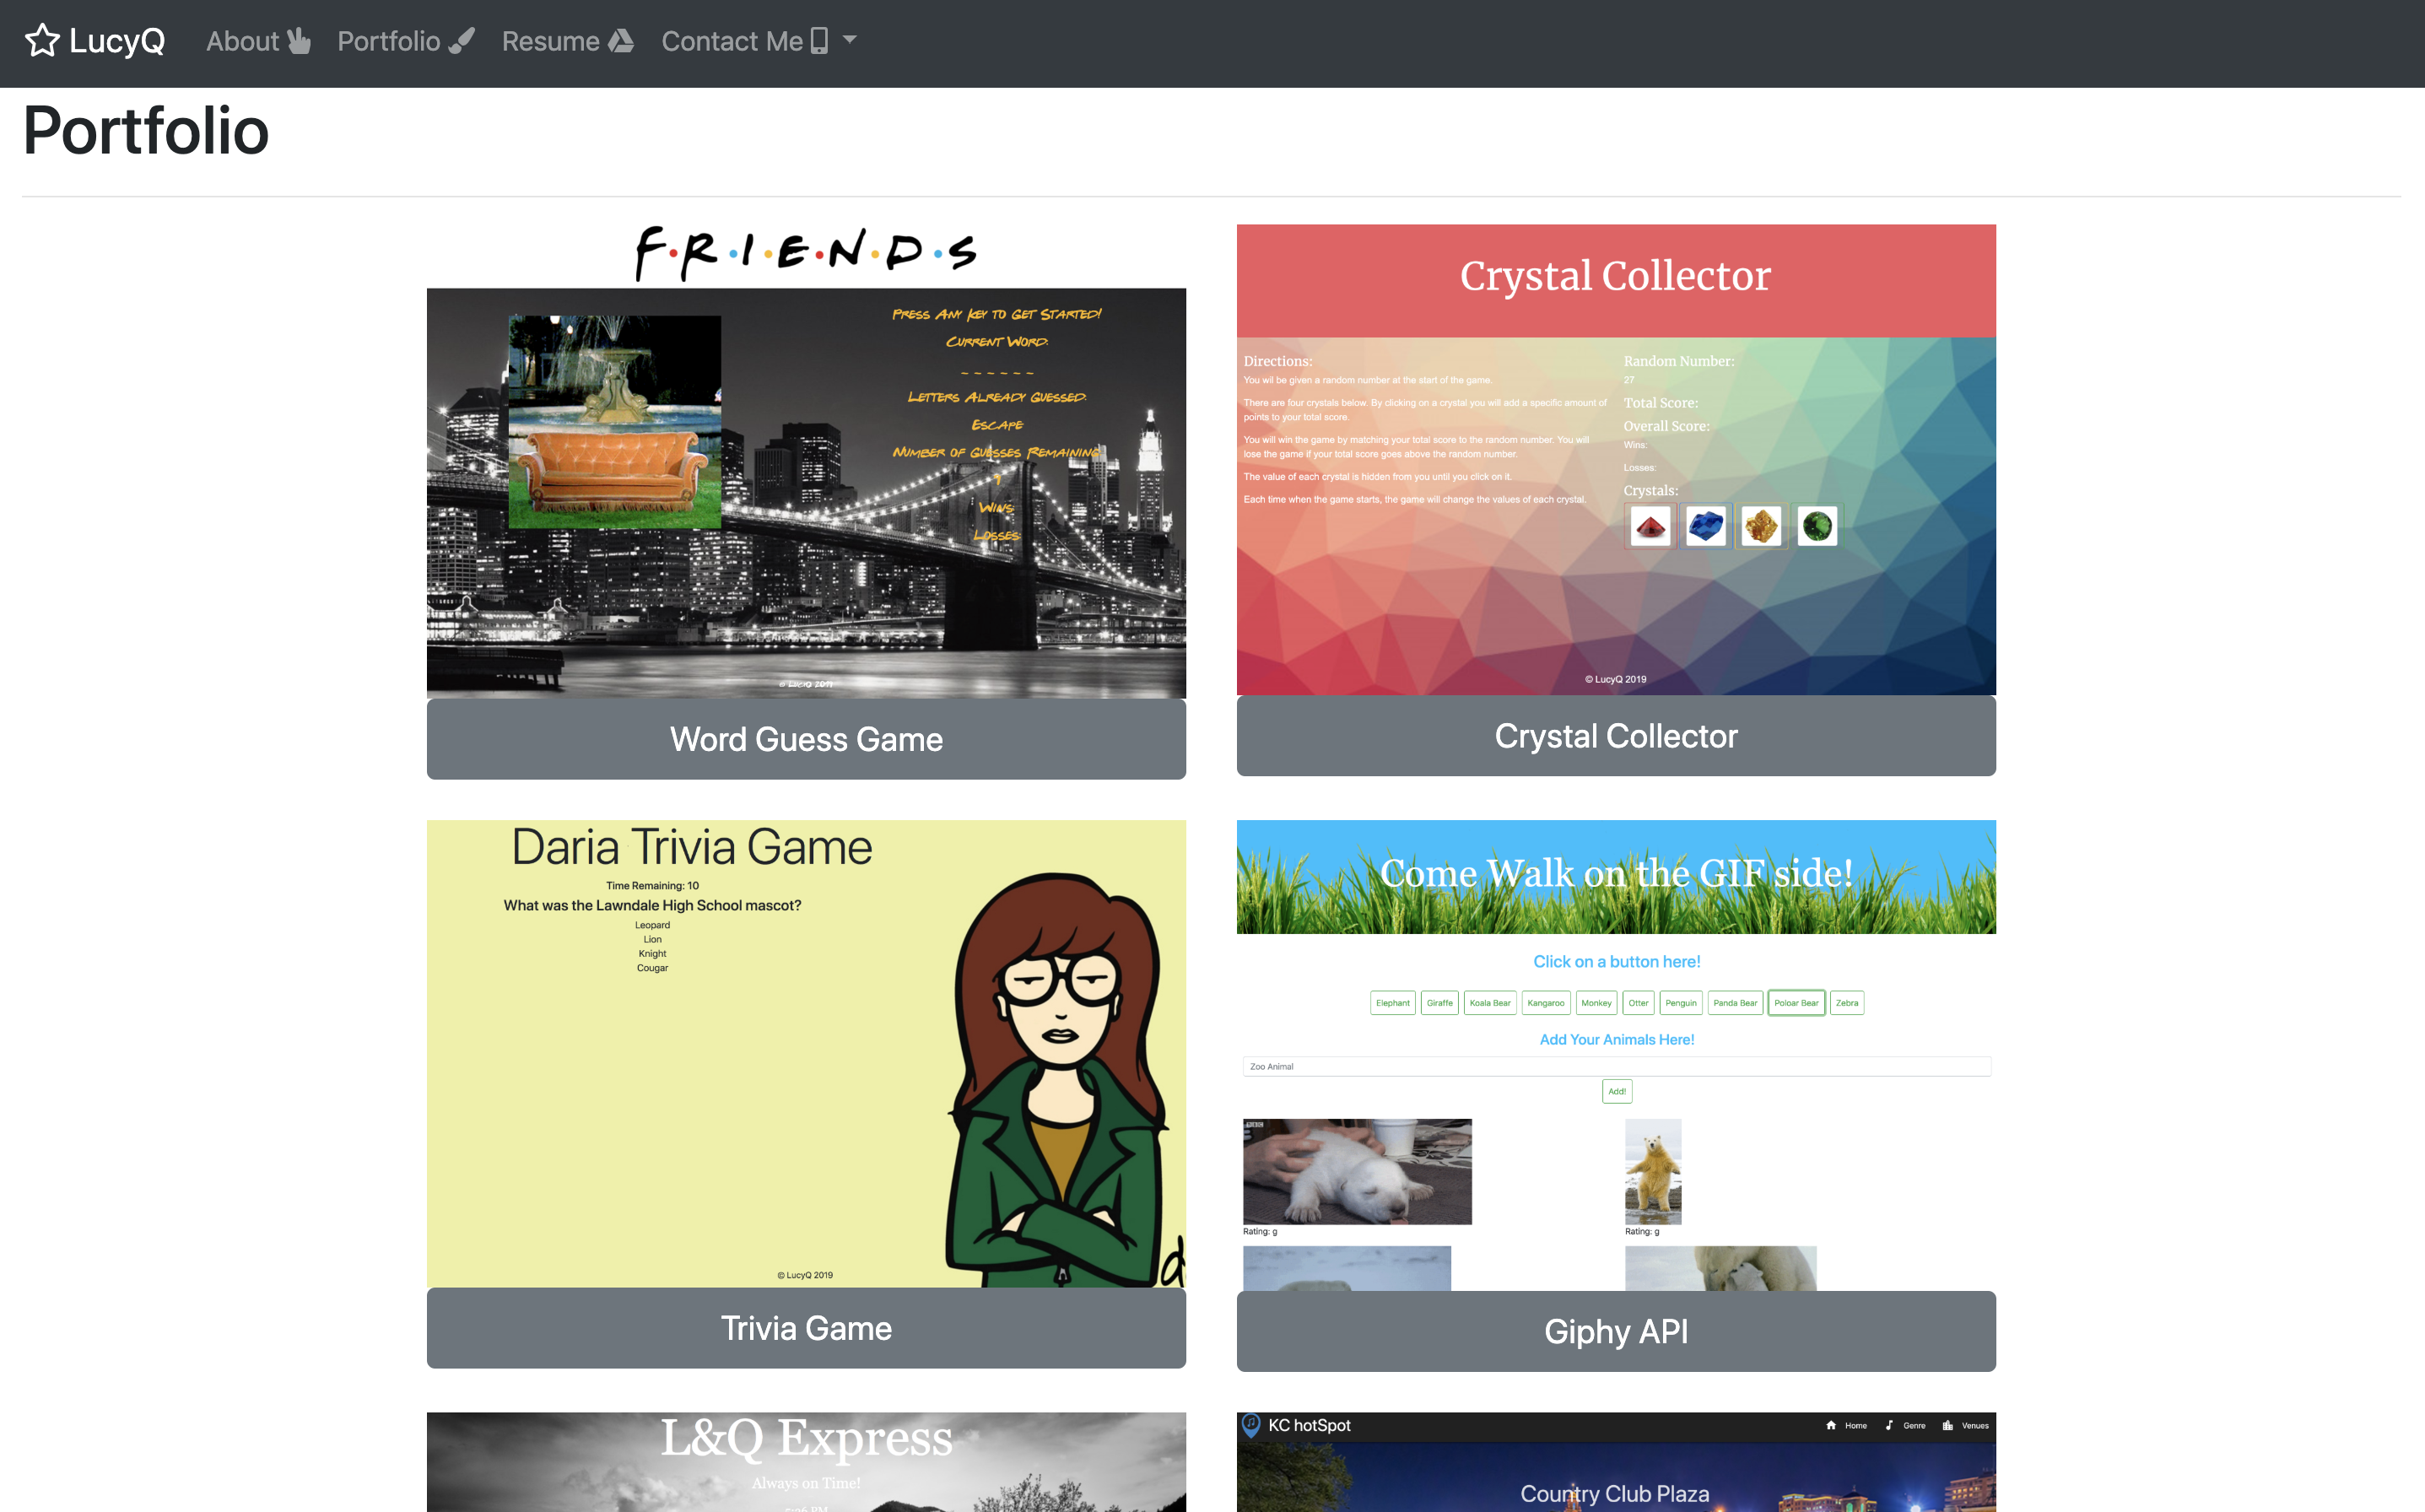 LucyQ About Portfolio Resume Contact Me
Portfolio
F•R•I•E•N•D•S
Press Any Key to Get Started!
Current Word:
_ _ _ _ _ _
Letters Already Guessed:
Escape
Number of Guesses Remaining:
Wins:
Losses:
© LucyQ 2019
Word Guess Game
Crystal Collector
Directions:
You wil be given a random number at the start of the game.
There are four crystals below. By clicking on a crystal you will add a specific amount of
points to your total score.
You will win the game by matching your total score to the random number. You will
lose the game if your total score goes above the random number.
The value of each crystal is hidden from you until you click on it.
Each time when the game starts, the game will change the values of each crystal.
Random Number:
27
Total Score:
Overall Score:
Wins:
Losses:
Crystals:
© LucyQ 2019
Crystal Collector
Daria Trivia Game
Time Remaining: 10
What was the Lawndale High School mascot?
Leopard
Lion
Knight
Cougar
© LucyQ 2019
d
Trivia Game
Come Walk on the GIF side!
Click on a button here!
Elephant Giraffe Koala Bear Kangaroo Monkey Otter Penguin Panda Bear Poloar Bear Zebra
Add Your Animals Here!
Zoo Animal
Add!
Rating: g
Rating: g
Giphy API
L&Q Express
Always on Time!
KC hotSpot Home Genre Venues
Country Club Plaza